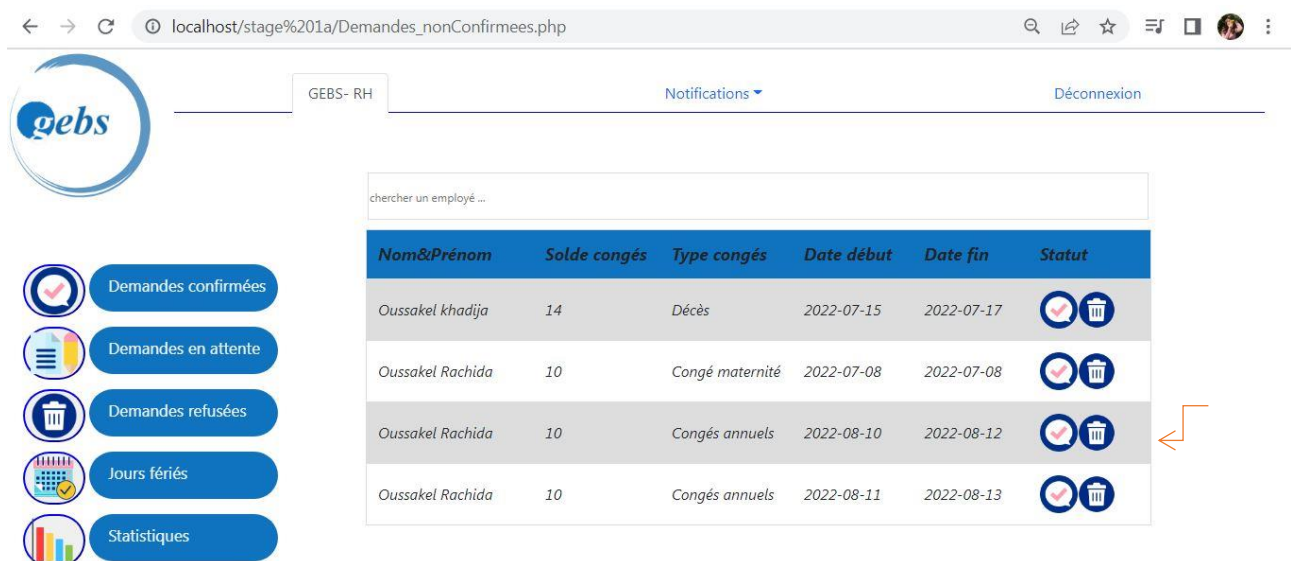 localhost/stage%201a/Demandes_nonConfirmees.php
gebs
GEBS- RH Notifications Déconnexion
chercher un employé ...
Nom&Prénom Solde congés Type congés Date début Date fin Statut
Oussakel khadija 14 Décès 2022-07-15 2022-07-17
Oussakel Rachida 10 Congé maternité 2022-07-08 2022-07-08
Oussakel Rachida 10 Congés annuels 2022-08-10 2022-08-12
Oussakel Rachida 10 Congés annuels 2022-08-11 2022-08-13
Demandes confirmées
Demandes en attente
Demandes refusées
Jours fériés
Statistiques